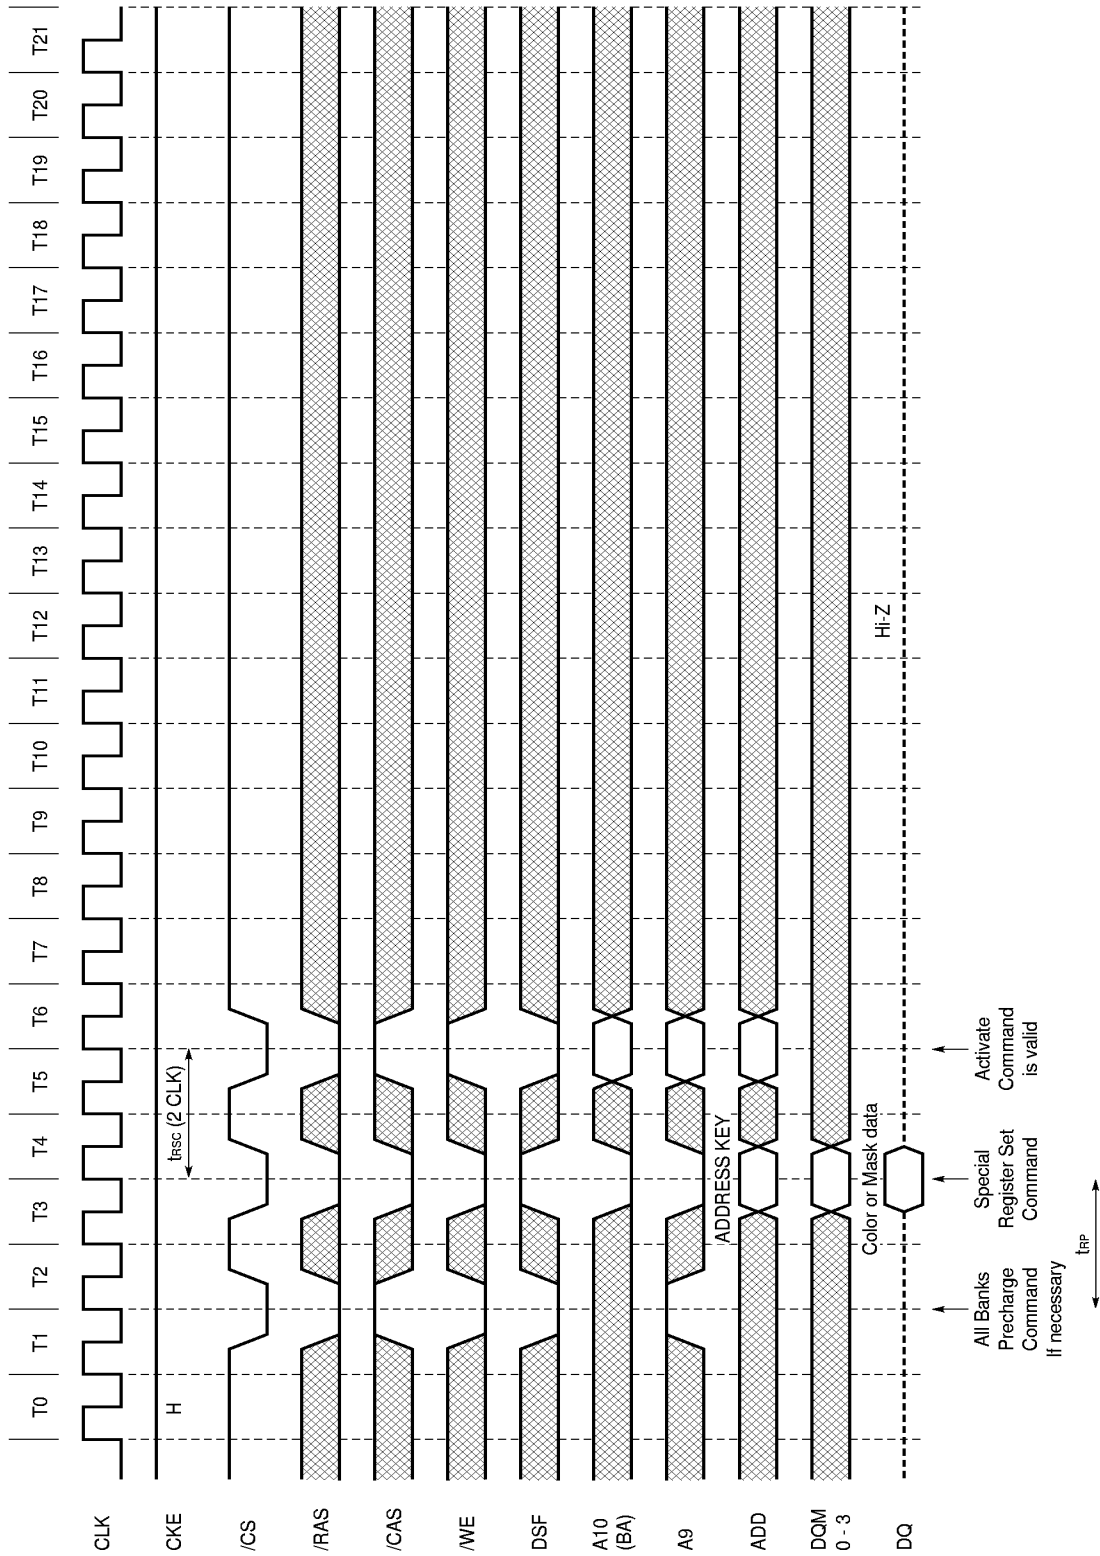 T0 T1 T2 T3 T4 T5 T6 T7 T8 T9 T10 T11 T12 T13 T14 T15 T16 T17 T18 T19 T20 T21
CLK
CKE
H
tRSC (2 CLK)
/CS
/RAS
/CAS
/WE
DSF
A10
(BA)
A9
ADDRESS KEY
ADD
DQM
0 - 3
Color or Mask data
Hi-Z
DQ
All Banks
Precharge
Command
If necessary
Special
Register Set
Command
Activate
Command
is valid
tRP